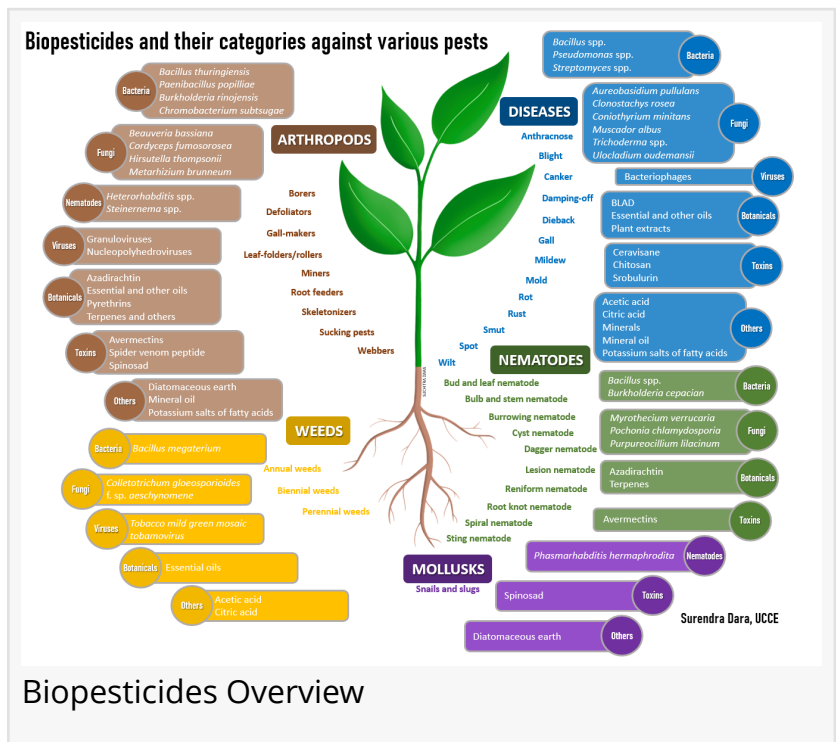 Biopesticides and their categories against various pests
ARTHROPODS
Bacteria
Bacillus thuringiensis
Paenibacillus popilliae
Burkholderia rinojensis
Chromobacterium subtsugae
Fungi
Beauveria bassiana
Cordyceps fumosorosea
Hirsutella thompsonii
Metarhizium brunneum
Nematodes
Heterorhabditis spp.
Steinernema spp.
Viruses
Granuloviruses
Nucleopolyhedroviruses
Botanicals
Azadirachtin
Essential and other oils
Pyrethrins
Terpenes and others
Toxins
Avermectins
Spider venom peptide
Spinosad
Others
Diatomaceous earth
Mineral oil
Potassium salts of fatty acids
Borers
Defoliators
Gall-makers
Leaf-folders/rollers
Miners
Root feeders
Skeletonizers
Sucking pests
Webbers
DISEASES
Anthracnose
Blight
Canker
Damping-off
Dieback
Gall
Mildew
Mold
Rot
Rust
Smut
Spot
Wilt
Bacillus spp.
Pseudomonas spp.
Streptomyces spp.
Bacteria
Aureobasidium pullulans
Clonostachys rosea
Coniothyrium minitans
Muscador albus
Trichoderma spp.
Ulocladium oudemansii
Fungi
Bacteriophages
Viruses
BLAD
Essential and other oils
Plant extracts
Botanicals
Ceravisane
Chitosan
Srobulurin
Toxins
Acetic acid
Citric acid
Minerals
Mineral oil
Potassium salts of fatty acids
Others
WEEDS
Bacteria
Bacillus megaterium
Fungi
Colletotrichum gloeosporioides
f. sp. aeschynomene
Viruses
Tobacco mild green mosaic
tobamovirus
Botanicals
Essential oils
Others
Acetic acid
Citric acid
Annual weeds
Biennial weeds
Perennial weeds
NEMATODES
Bud and leaf nematode
Bulb and stem nematode
Burrowing nematode
Cyst nematode
Dagger nematode
Lesion nematode
Reniform nematode
Root knot nematode
Spiral nematode
Sting nematode
Bacillus spp.
Burkholderia cepacian
Bacteria
Myrothecium verrucaria
Pochonia chlamydosporia
Purpureocillium lilacinum
Fungi
Azadirachtin
Terpenes
Botanicals
Avermectins
Toxins
MOLLUSKS
Snails and slugs
Phasmarhabditis hermaphrodita
Nematodes
Spinosad
Toxins
Diatomaceous earth
Others
Surendra Dara, UCCE
Biopesticides Overview